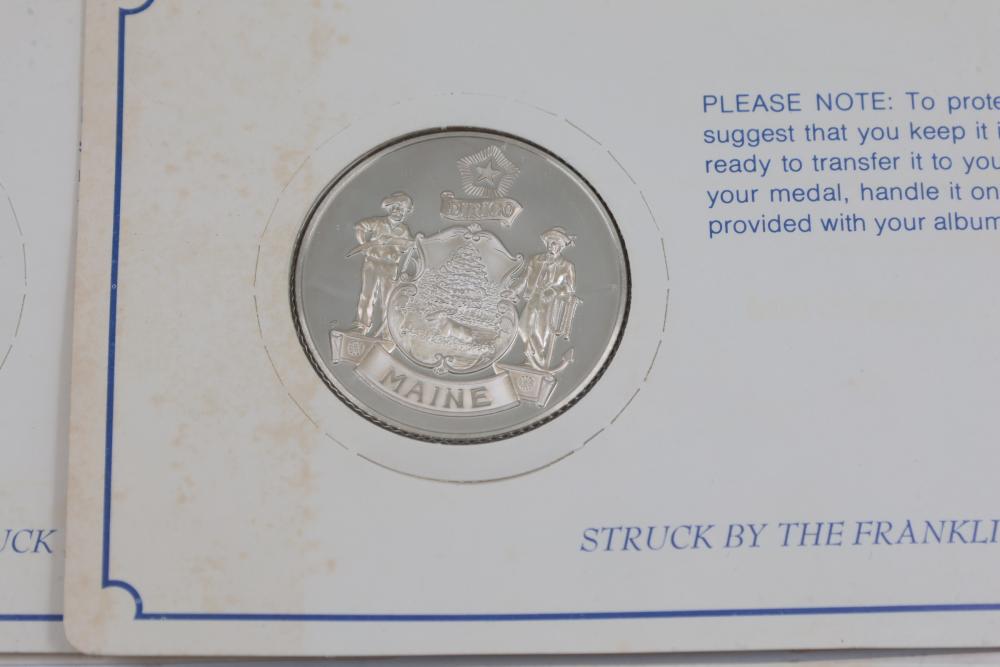 PLEASE NOTE: To prote
suggest that you keep it i
ready to transfer it to you
your medal, handle it on
provided with your album
DIRIGO
MAINE
UCK
STRUCK BY THE FRANKLI